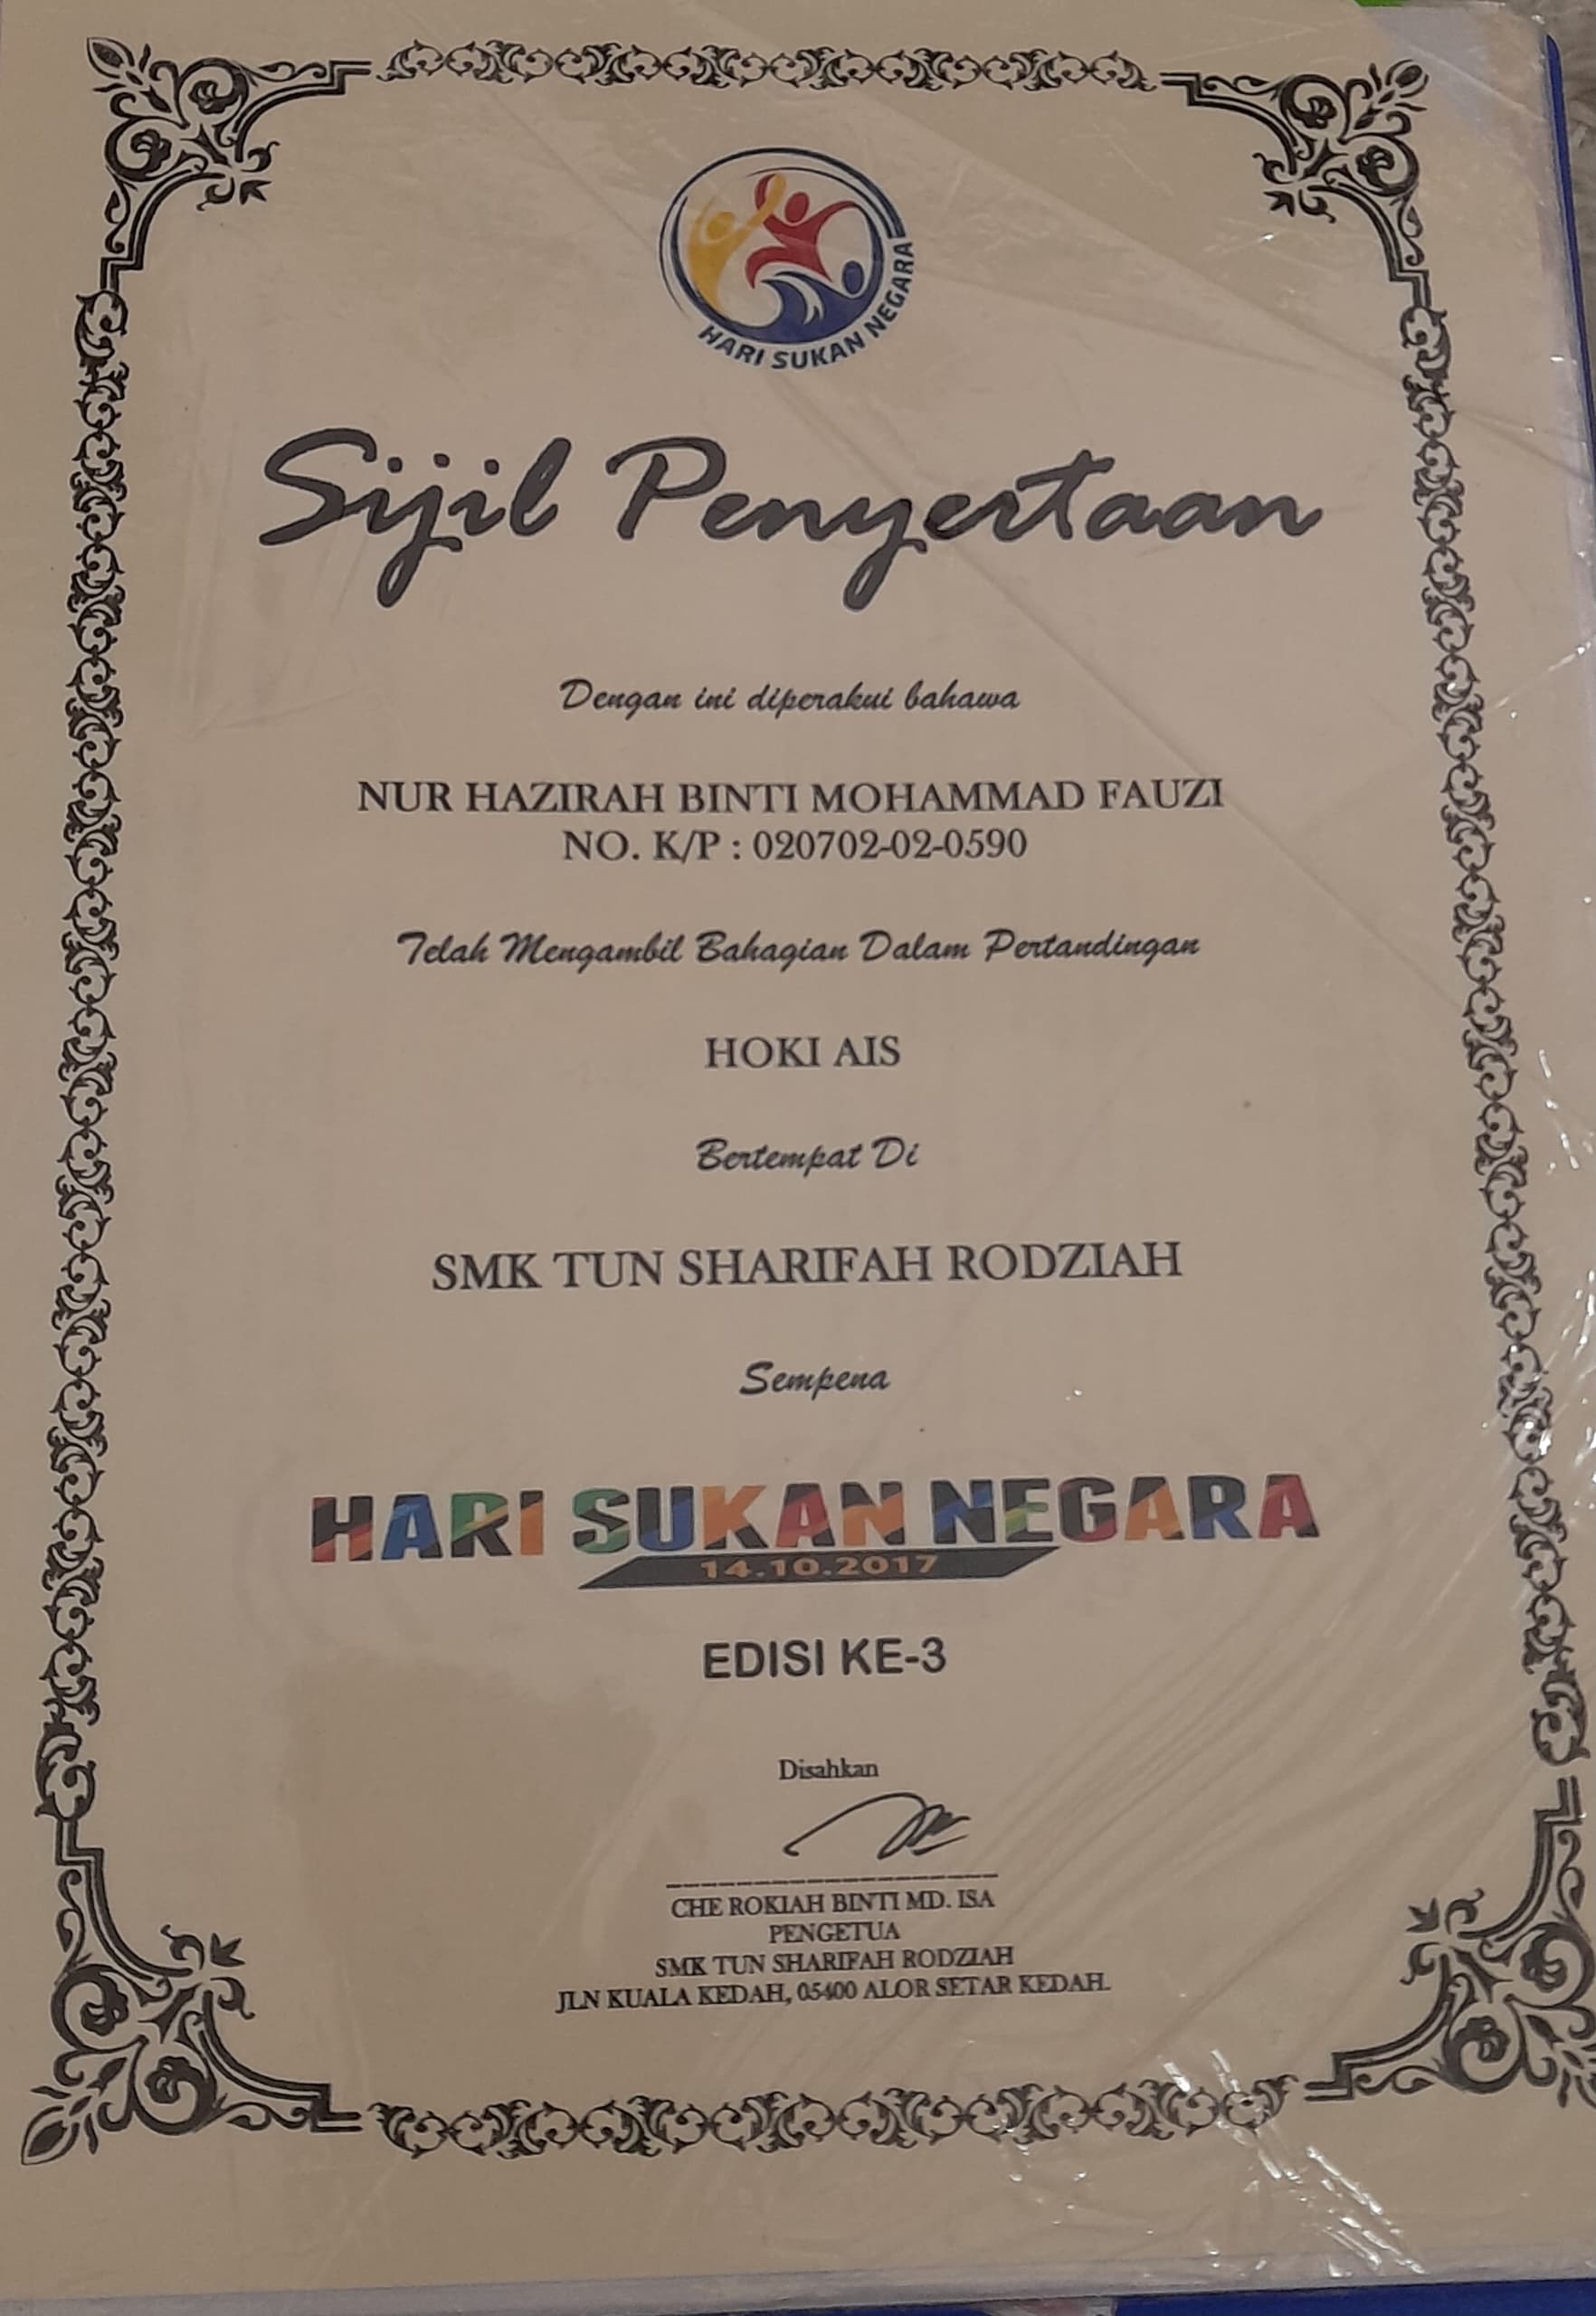 HARI SUKAN NEGARA
Sijil Penyertaan
Dengan ini diperakui bahawa
NUR HAZIRAH BINTI MOHAMMAD FAUZI
NO. K/P : 020702-02-0590
Telah Mengambil Bahagian Dalam Pertandingan
HOKI AIS
Bertempat Di
SMK TUN SHARIFAH RODZIAH
Sempena
HARI SUKAN NEGARA
14.10.2017
EDISI KE-3
Disahkan
CHE ROKIAH BINTI MD. ISA
PENGETUA
SMK TUN SHARIFAH RODZIAH
JLN KUALA KEDAH, 05400 ALOR SETAR KEDAH.